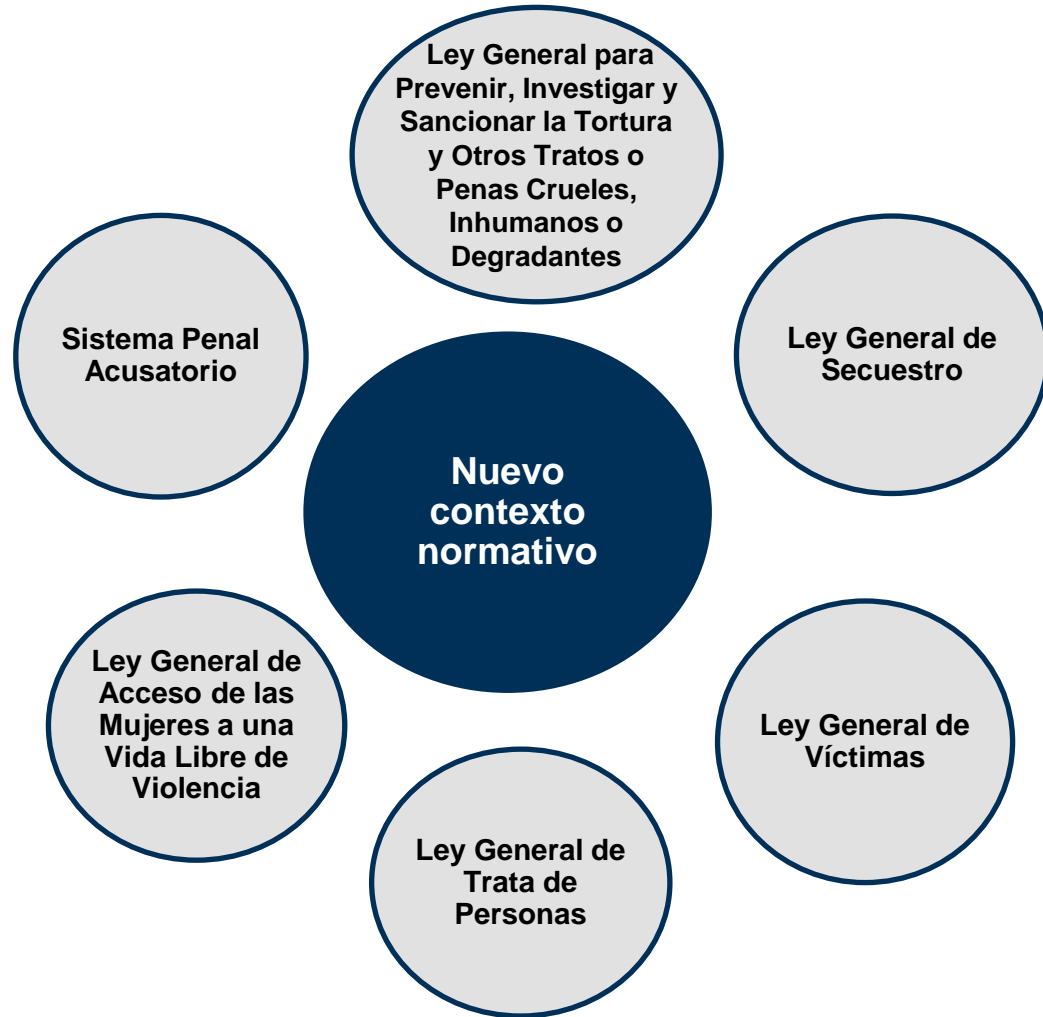 Ley General para
Prevenir, Investigar y
Sancionar la Tortura
y Otros Tratos o
Penas Crueles,
Inhumanos o
Degradantes
Sistema Penal
Acusatorio
Ley General de
Secuestro
Nuevo
contexto
normativo
Ley General de
Acceso de las
Mujeres a una
Vida Libre de
Violencia
Ley General de
Víctimas
Ley General de
Trata de
Personas